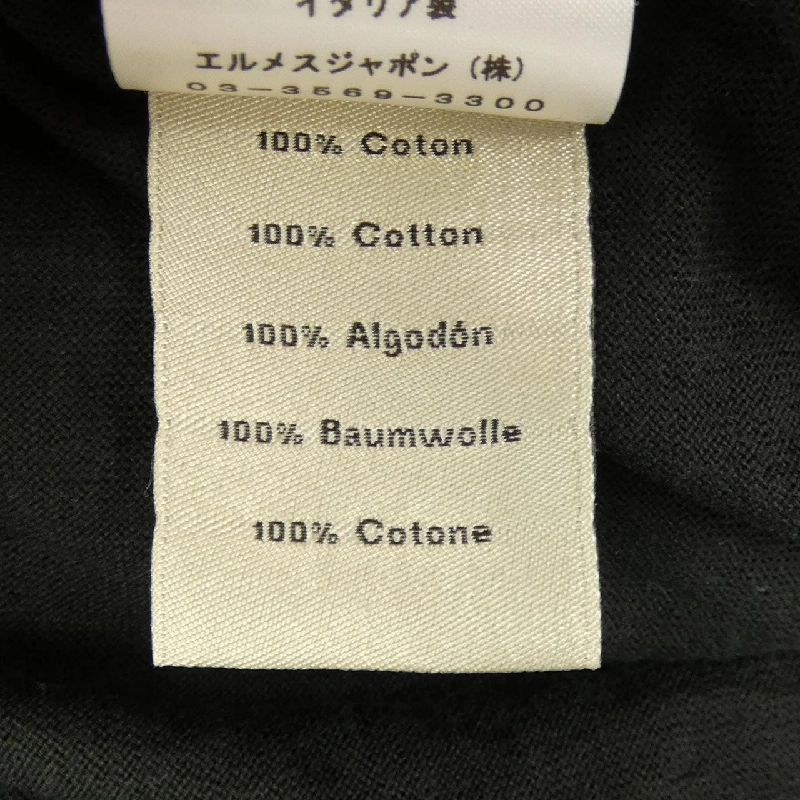 イタリア製
エルメスジャポン（株）
03-3569-3300
100% Coton
100% Cotton
100% Algodón
100% Baumwolle
100% Cotone